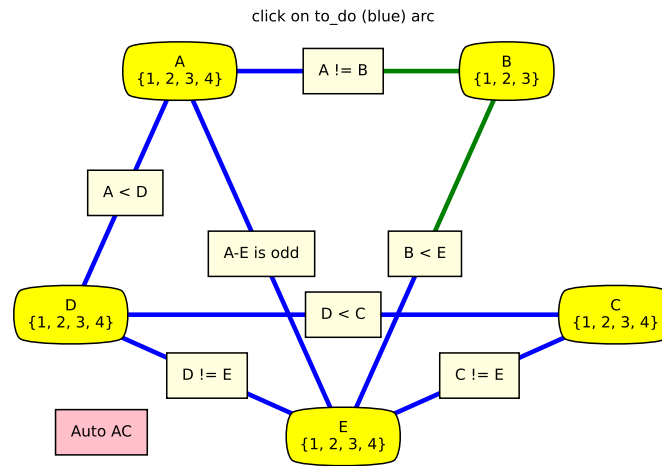 click on to_do (blue) arc
A
{1, 2, 3, 4}
A != B
B
{1, 2, 3}
A < D
A-E is odd
B < E
D
{1, 2, 3, 4}
D < C
C
{1, 2, 3, 4}
D != E
C != E
Auto AC
E
{1, 2, 3, 4}